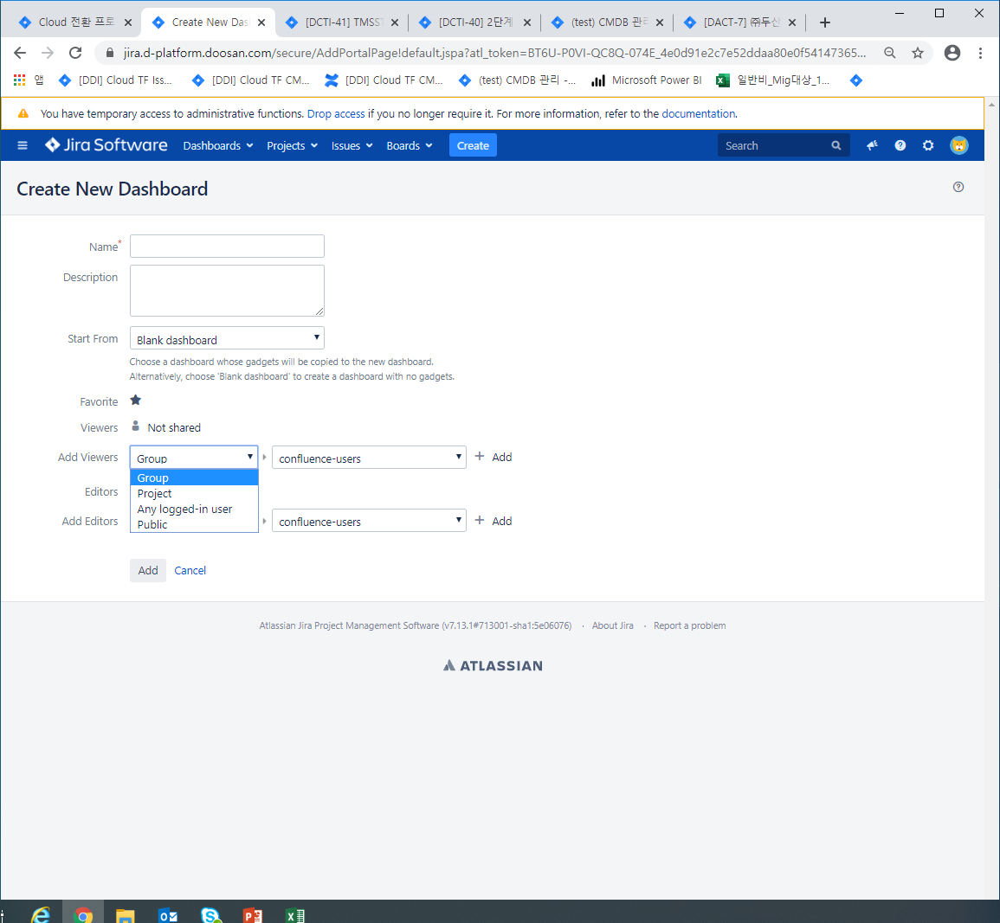 Cloud 전환 프로
Create New Das
[DCTI-41] TMSST
[DCTI-40] 2단계
(test) CMDB 관리
[DACT-7] ㈜두산
jira.d-platform.doosan.com/secure/AddPortalPage!default.jspa?atl_token=BT6U-P0VI-QC8Q-074E_4e0d91e2c7e52ddaa80e0f54147365...
앱
[DDI] Cloud TF Iss...
[DDI] Cloud TF CM...
[DDI] Cloud TF CM...
(test) CMDB 관리 -...
Microsoft Power BI
일반비_Mig대상_1...
You have temporary access to administrative functions. Drop access if you no longer require it. For more information, refer to the documentation.
Jira Software
Dashboards
Projects
Issues
Boards
Create
Search
Create New Dashboard
Name*
Description
Start From
Blank dashboard
Choose a dashboard whose gadgets will be copied to the new dashboard.
Alternatively, choose 'Blank dashboard' to create a dashboard with no gadgets.
Favorite
Viewers
Not shared
Add Viewers
Group
confluence-users
+ Add
Group
Project
Any logged-in user
Public
Editors
Add Editors
confluence-users
+ Add
Add
Cancel
Atlassian Jira Project Management Software (v7.13.1#713001-sha1:5e06076) · About Jira · Report a problem
ATLASSIAN